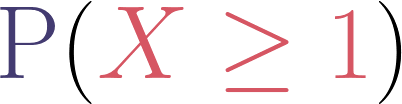 P(X ≥ 1)